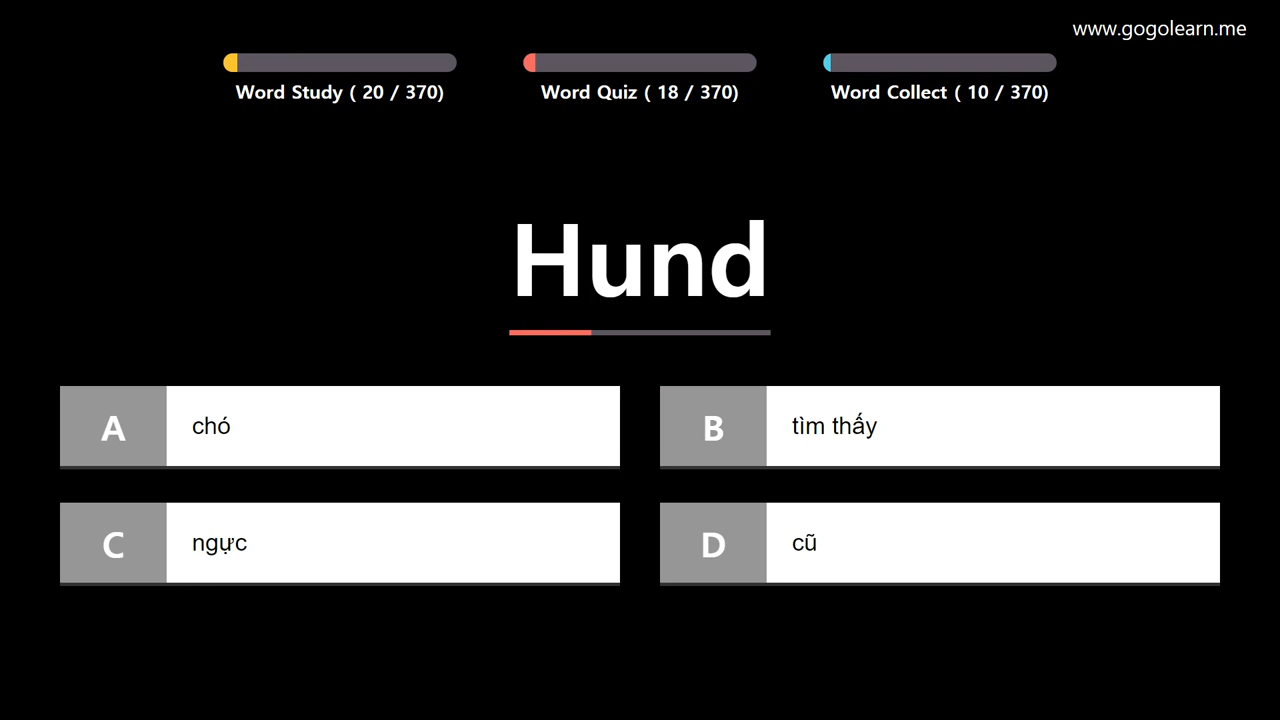 www.gogolearn.me
Word Study ( 20 / 370)
Word Quiz ( 18 / 370)
Word Collect ( 10 / 370)
Hund
A chó
B tìm thấy
C ngực
D cũ